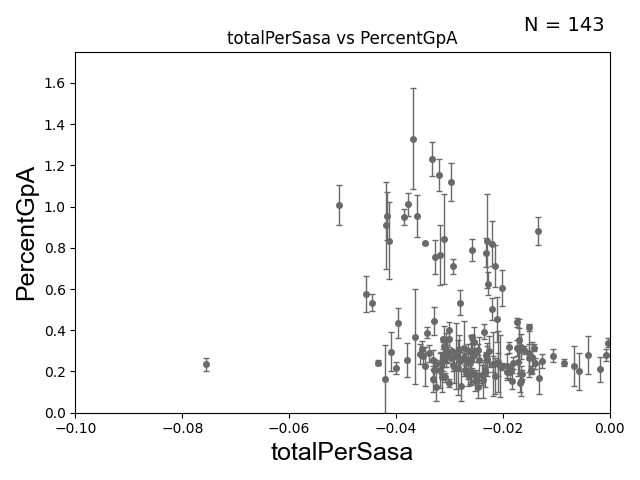 N = 143
totalPerSasa vs PercentGpA
PercentGpA
1.6
1.4
1.2
1.0
0.8
0.6
0.4
0.2
0.0
−0.10 −0.08 −0.06 −0.04 −0.02 0.00
totalPerSasa